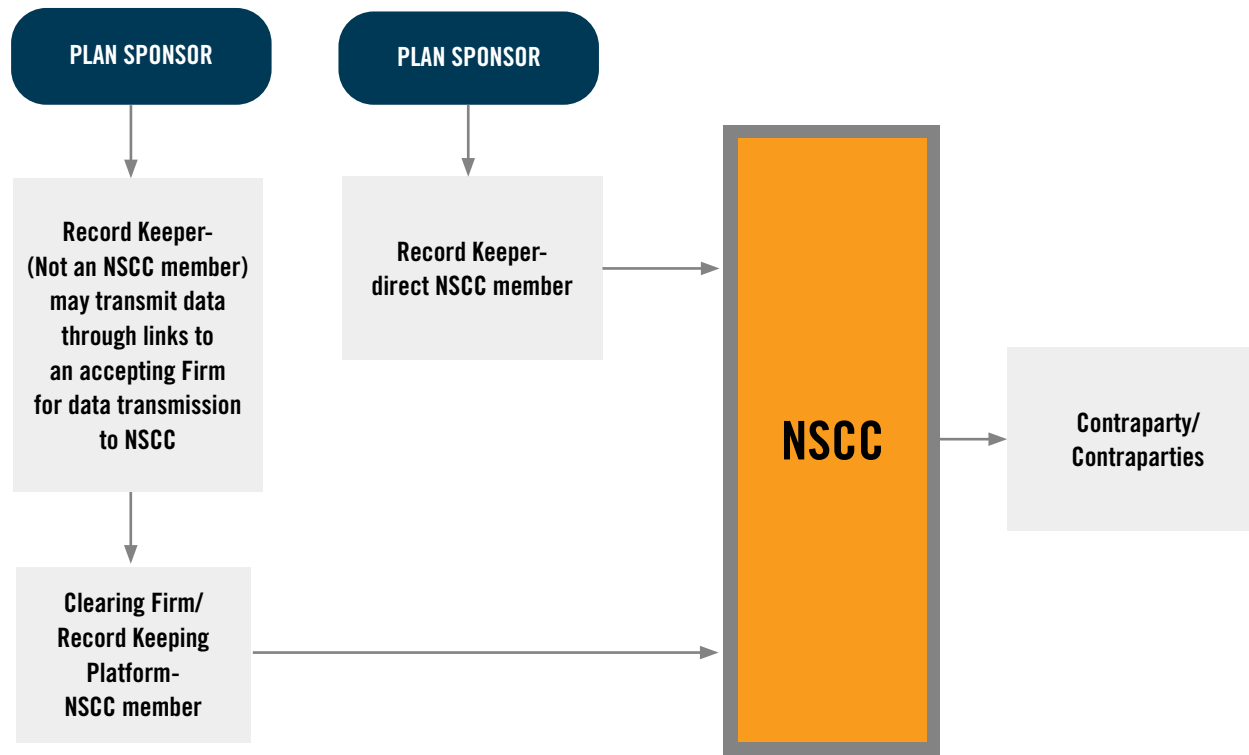 PLAN SPONSOR
Record Keeper-
(Not an NSCC member)
may transmit data
through links to
an accepting Firm
for data transmission
to NSCC
Clearing Firm/
Record Keeping
Platform-
NSCC member
PLAN SPONSOR
Record Keeper-
direct NSCC member
NSCC
Contraparty/
Contraparties